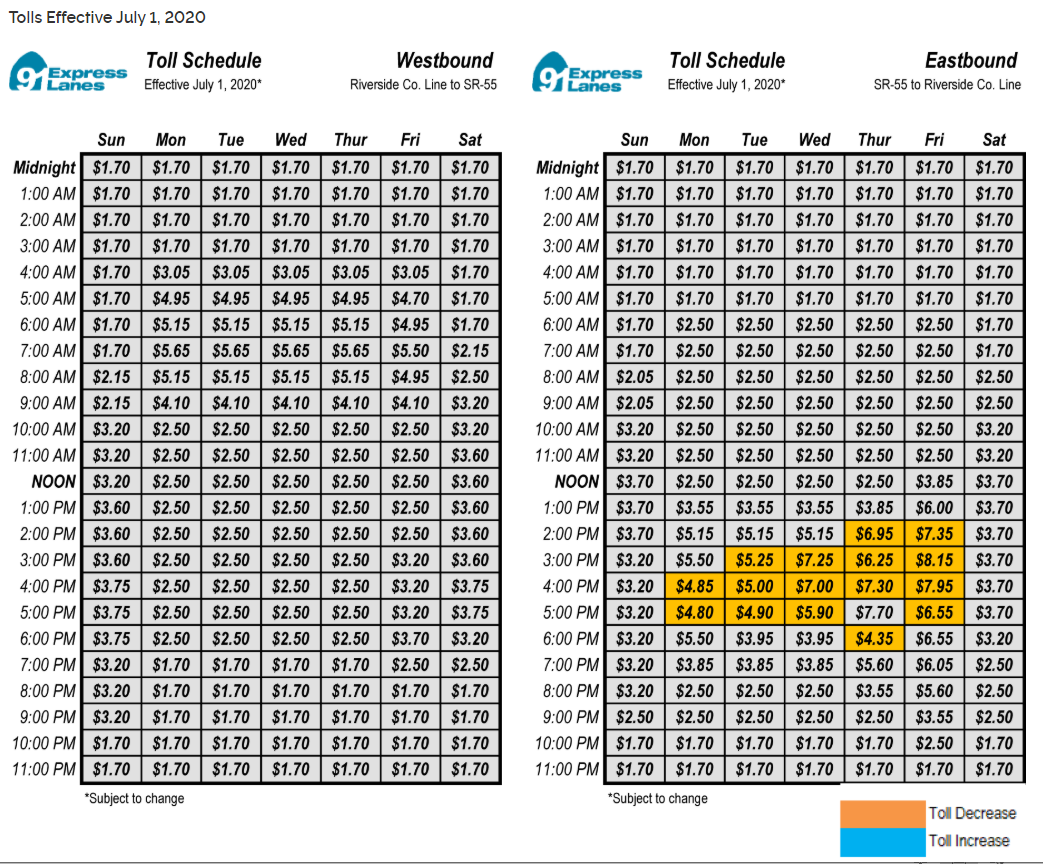 Tolls Effective July 1, 2020
91 Express Lanes
Toll Schedule Westbound
Effective July 1, 2020* Riverside Co. Line to SR-55
Sun Mon Tue Wed Thur Fri Sat
Midnight $1.70 $1.70 $1.70 $1.70 $1.70 $1.70 $1.70
1:00 AM $1.70 $1.70 $1.70 $1.70 $1.70 $1.70 $1.70
2:00 AM $1.70 $1.70 $1.70 $1.70 $1.70 $1.70 $1.70
3:00 AM $1.70 $1.70 $1.70 $1.70 $1.70 $1.70 $1.70
4:00 AM $1.70 $3.05 $3.05 $3.05 $3.05 $3.05 $1.70
5:00 AM $1.70 $4.95 $4.95 $4.95 $4.95 $4.70 $1.70
6:00 AM $1.70 $5.15 $5.15 $5.15 $5.15 $4.95 $1.70
7:00 AM $1.70 $5.65 $5.65 $5.65 $5.65 $5.50 $2.15
8:00 AM $2.15 $5.15 $5.15 $5.15 $5.15 $4.95 $2.50
9:00 AM $2.15 $4.10 $4.10 $4.10 $4.10 $4.10 $3.20
10:00 AM $3.20 $2.50 $2.50 $2.50 $2.50 $2.50 $3.20
11:00 AM $3.20 $2.50 $2.50 $2.50 $2.50 $2.50 $3.60
NOON $3.20 $2.50 $2.50 $2.50 $2.50 $2.50 $3.60
1:00 PM $3.60 $2.50 $2.50 $2.50 $2.50 $2.50 $3.60
2:00 PM $3.60 $2.50 $2.50 $2.50 $2.50 $2.50 $3.60
3:00 PM $3.60 $2.50 $2.50 $2.50 $2.50 $3.20 $3.60
4:00 PM $3.75 $2.50 $2.50 $2.50 $2.50 $3.20 $3.75
5:00 PM $3.75 $2.50 $2.50 $2.50 $2.50 $3.20 $3.75
6:00 PM $3.75 $2.50 $2.50 $2.50 $2.50 $3.70 $3.20
7:00 PM $3.20 $1.70 $1.70 $1.70 $1.70 $2.50 $2.50
8:00 PM $3.20 $1.70 $1.70 $1.70 $1.70 $1.70 $1.70
9:00 PM $3.20 $1.70 $1.70 $1.70 $1.70 $1.70 $1.70
10:00 PM $1.70 $1.70 $1.70 $1.70 $1.70 $1.70 $1.70
11:00 PM $1.70 $1.70 $1.70 $1.70 $1.70 $1.70 $1.70
*Subject to change
91 Express Lanes
Toll Schedule Eastbound
Effective July 1, 2020* SR-55 to Riverside Co. Line
Sun Mon Tue Wed Thur Fri Sat
Midnight $1.70 $1.70 $1.70 $1.70 $1.70 $1.70 $1.70
1:00 AM $1.70 $1.70 $1.70 $1.70 $1.70 $1.70 $1.70
2:00 AM $1.70 $1.70 $1.70 $1.70 $1.70 $1.70 $1.70
3:00 AM $1.70 $1.70 $1.70 $1.70 $1.70 $1.70 $1.70
4:00 AM $1.70 $1.70 $1.70 $1.70 $1.70 $1.70 $1.70
5:00 AM $1.70 $1.70 $1.70 $1.70 $1.70 $1.70 $1.70
6:00 AM $1.70 $2.50 $2.50 $2.50 $2.50 $2.50 $1.70
7:00 AM $1.70 $2.50 $2.50 $2.50 $2.50 $2.50 $1.70
8:00 AM $2.05 $2.50 $2.50 $2.50 $2.50 $2.50 $2.50
9:00 AM $2.05 $2.50 $2.50 $2.50 $2.50 $2.50 $2.50
10:00 AM $3.20 $2.50 $2.50 $2.50 $2.50 $2.50 $3.20
11:00 AM $3.20 $2.50 $2.50 $2.50 $2.50 $2.50 $3.20
NOON $3.70 $2.50 $2.50 $2.50 $2.50 $3.85 $3.70
1:00 PM $3.70 $3.55 $3.55 $3.55 $3.85 $6.00 $3.70
2:00 PM $3.70 $5.15 $5.15 $5.15 $6.95 $7.35 $3.70
3:00 PM $3.20 $5.50 $5.25 $7.25 $6.25 $8.15 $3.70
4:00 PM $3.20 $4.85 $5.00 $7.00 $7.30 $7.95 $3.70
5:00 PM $3.20 $4.80 $4.90 $5.90 $7.70 $6.55 $3.70
6:00 PM $3.20 $5.50 $3.95 $3.95 $4.35 $6.55 $3.20
7:00 PM $3.20 $3.85 $3.85 $3.85 $5.60 $6.05 $2.50
8:00 PM $3.20 $2.50 $2.50 $2.50 $3.55 $5.60 $2.50
9:00 PM $2.50 $2.50 $2.50 $2.50 $2.50 $3.55 $2.50
10:00 PM $1.70 $1.70 $1.70 $1.70 $1.70 $2.50 $1.70
11:00 PM $1.70 $1.70 $1.70 $1.70 $1.70 $1.70 $1.70
*Subject to change
Toll Decrease
Toll Increase